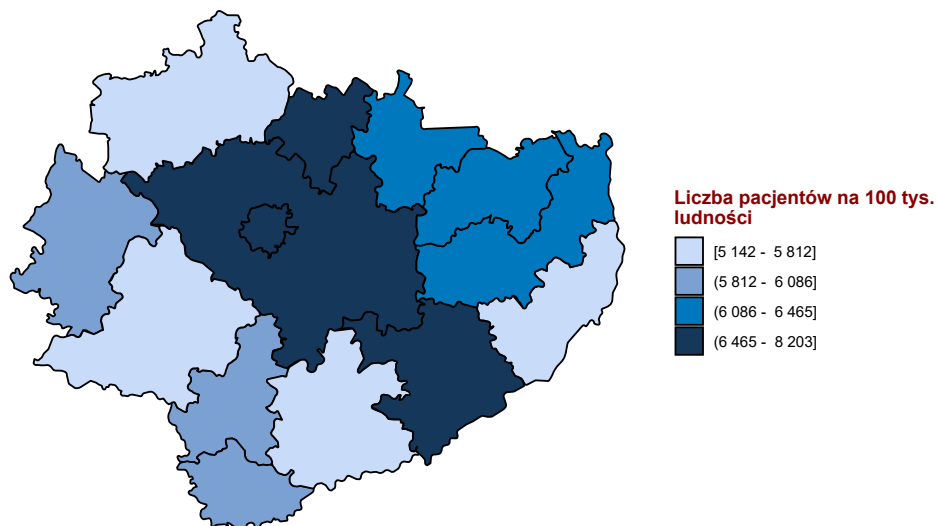 Liczba pacjentów na 100 tys.
ludności
[5 142 - 5 812]
(5 812 - 6 086]
(6 086 - 6 465]
(6 465 - 8 203]